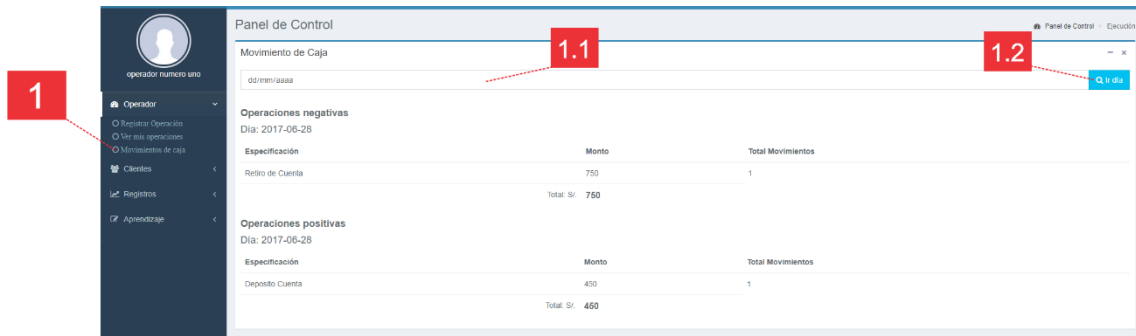 Panel de Control
Panel de Control > Ejecución
operador numero uno
1
Operador
Registrar Operación
Ver mis operaciones
Movimientos de caja
Clientes
Registros
Aprendizaje
Movimiento de Caja
1.1
1.2
dd/mm/aaaa
Ir día
Operaciones negativas
Día: 2017-06-28
Especificación Monto Total Movimientos
Retiro de Cuenta 750 1
Total: S/. 750
Operaciones positivas
Día: 2017-06-28
Especificación Monto Total Movimientos
Deposito Cuenta 450 1
Total: S/. 450